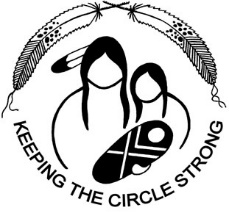 KEEPING THE CIRCLE STRONG